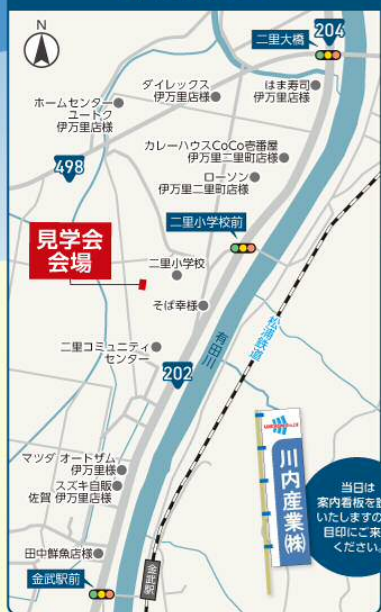 N
204
二里大橋
ダイレックス
伊万里店様
はま寿司
伊万里店様
ホームセンター
ユートク
伊万里店様
カレーハウスCoCo壱番屋
伊万里二里町店様
498
ローソン
伊万里二里町店様
二里小学校前
見学会
会場
二里小学校
そば幸様
有田川
松浦鉄道
二里コミュニティ
センター
202
マツダ オートザム
伊万里様
スズキ自販
佐賀 伊万里店様
川内産業㈱
当日は
案内看板を
いたしますの
目印にご来
ください。
田中鮮魚店様
金武駅前
金武駅